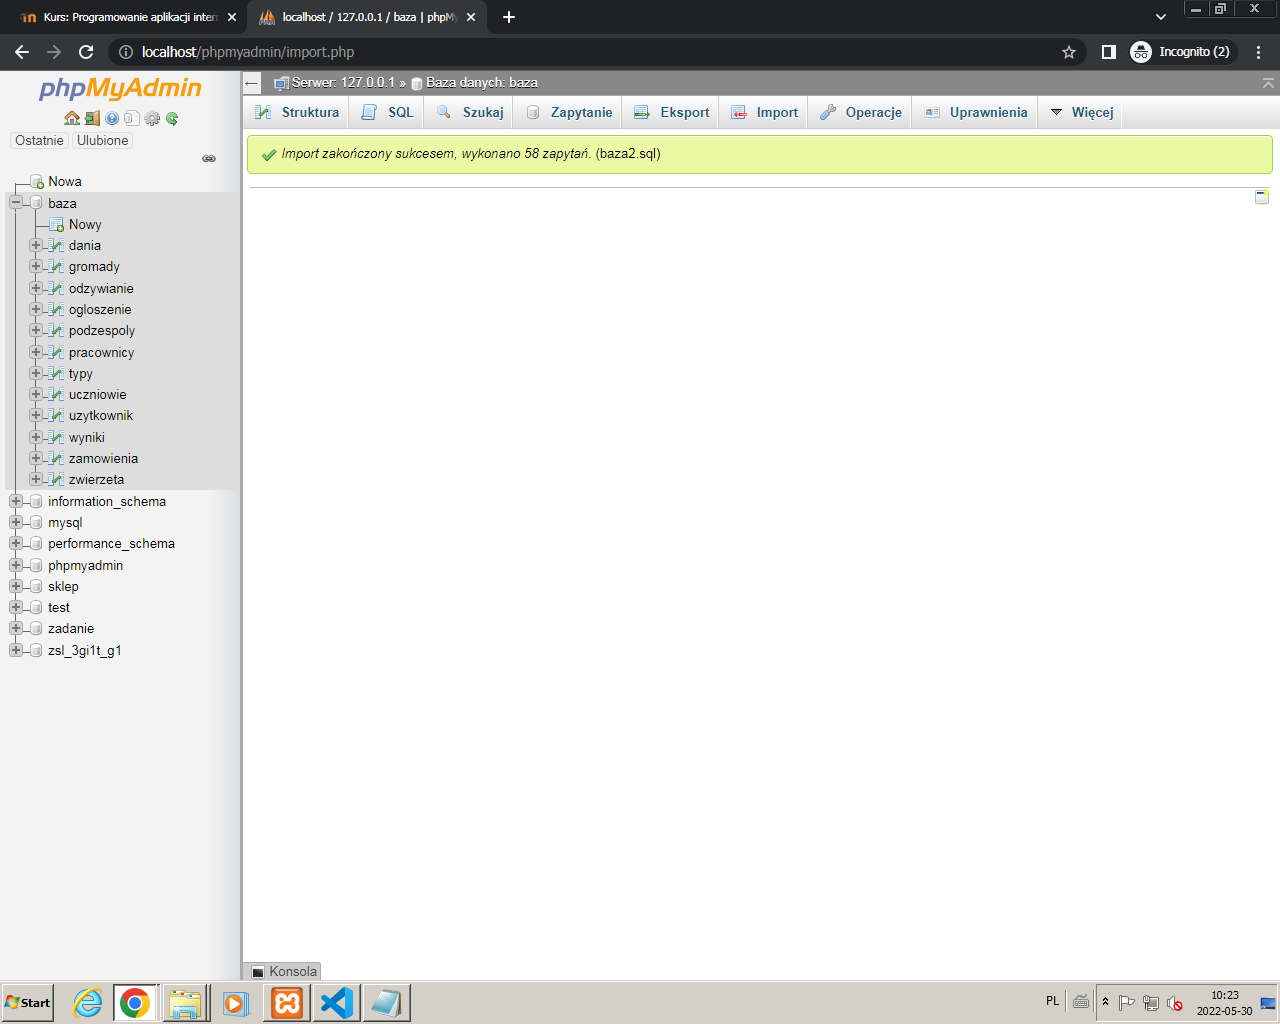 Kurs: Programowanie aplikacji inter
localhost / 127.0.0.1 / baza | phpMy
localhost/phpmyadmin/import.php
Incognito (2)
phpMyAdmin
Ostatnie
Ulubione
Nowa
baza
Nowy
dania
gromady
odzywianie
ogloszenie
podzespoly
pracownicy
typy
uczniowie
uzytkownik
wyniki
zamowienia
zwierzeta
information_schema
mysql
performance_schema
phpmyadmin
sklep
test
zadanie
zsl_3gi1t_g1
Serwer: 127.0.0.1 » Baza danych: baza
Struktura
SQL
Szukaj
Zapytanie
Eksport
Import
Operacje
Uprawnienia
Więcej
Import zakończony sukcesem, wykonano 58 zapytań. (baza2.sql)
Konsola
Start
PL
10:23
2022-05-30